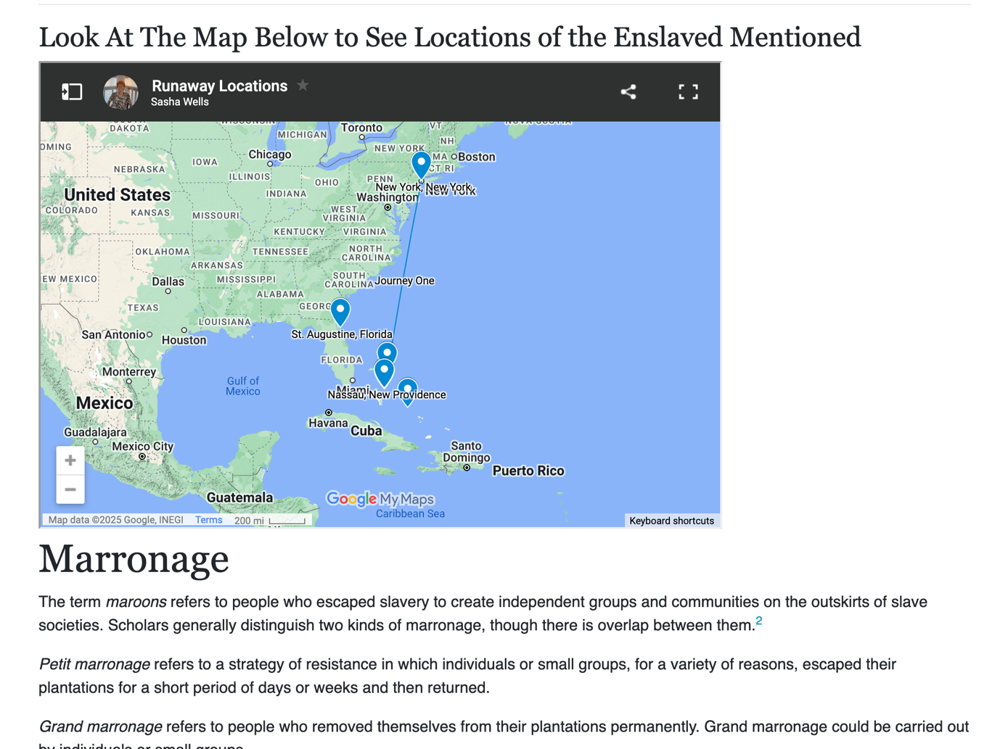 Look At The Map Below to See Locations of the Enslaved Mentioned
Runaway Locations
Sasha Wells
DAKOTA
WISCONSIN
MICHIGAN
Toronto
VT
NOVA SCOTIA
OMING
NH
NEW YORK
MA
Boston
Chicago
IOWA
NEBRASKA
CT RI
ILLINOIS
OHIO
PENN
New York, New York
New York
United States
INDIANA
Washington
COLORADO
KANSAS
MISSOURI
WEST
VIRGINIA
KENTUCKY
VIRGINIA
OKLAHOMA
TENNESSEE
NORTH
CAROLINA
ARKANSAS
EW MEXICO
Dallas
MISSISSIPPI
SOUTH
CAROLINA
Journey One
ALABAMA
TEXAS
GEORG
LOUISIANA
San Antonio
Houston
St. Augustine, Florida
FLORIDA
Monterrey
Gulf of
Mexico
Miami
Nassau, New Providence
Mexico
Havana
Cuba
Guadalajara
Mexico City
Santo
Domingo
Puerto Rico
Guatemala
Google My Maps
Caribbean Sea
Map data ©2025 Google, INEGI Terms 200 mi
Keyboard shortcuts
Marronage
The term maroons refers to people who escaped slavery to create independent groups and communities on the outskirts of slave
societies. Scholars generally distinguish two kinds of marronage, though there is overlap between them.2
Petit marronage refers to a strategy of resistance in which individuals or small groups, for a variety of reasons, escaped their
plantations for a short period of days or weeks and then returned.
Grand marronage refers to people who removed themselves from their plantations permanently. Grand marronage could be carried out
by individuals or small groups